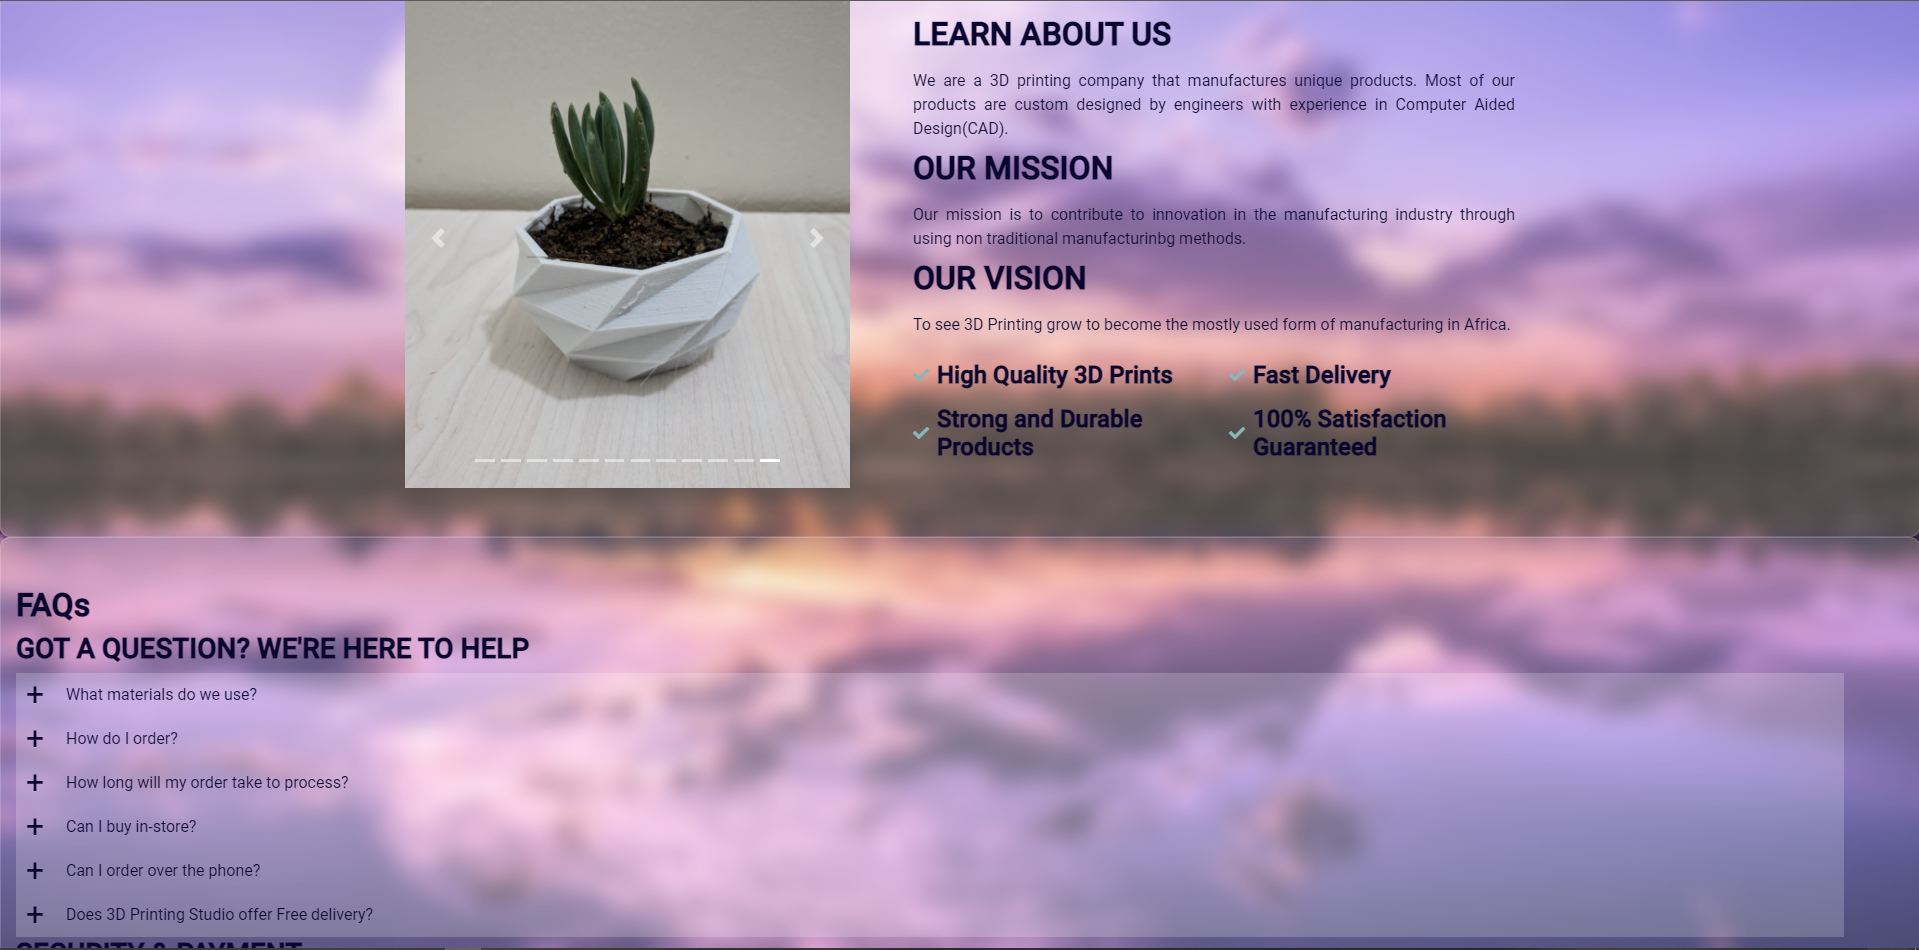 LEARN ABOUT US
We are a 3D printing company that manufactures unique products. Most of our
products are custom designed by engineers with experience in Computer Aided
Design(CAD).
OUR MISSION
Our mission is to contribute to innovation in the manufacturing industry through
using non traditional manufacturinbg methods.
OUR VISION
To see 3D Printing grow to become the mostly used form of manufacturing in Africa.
High Quality 3D Prints
Fast Delivery
Strong and Durable
Products
100% Satisfaction
Guaranteed
FAQs
GOT A QUESTION? WE'RE HERE TO HELP
What materials do we use?
How do I order?
How long will my order take to process?
Can I buy in-store?
Can I order over the phone?
Does 3D Printing Studio offer Free delivery?
SECURITY & PAYMENT